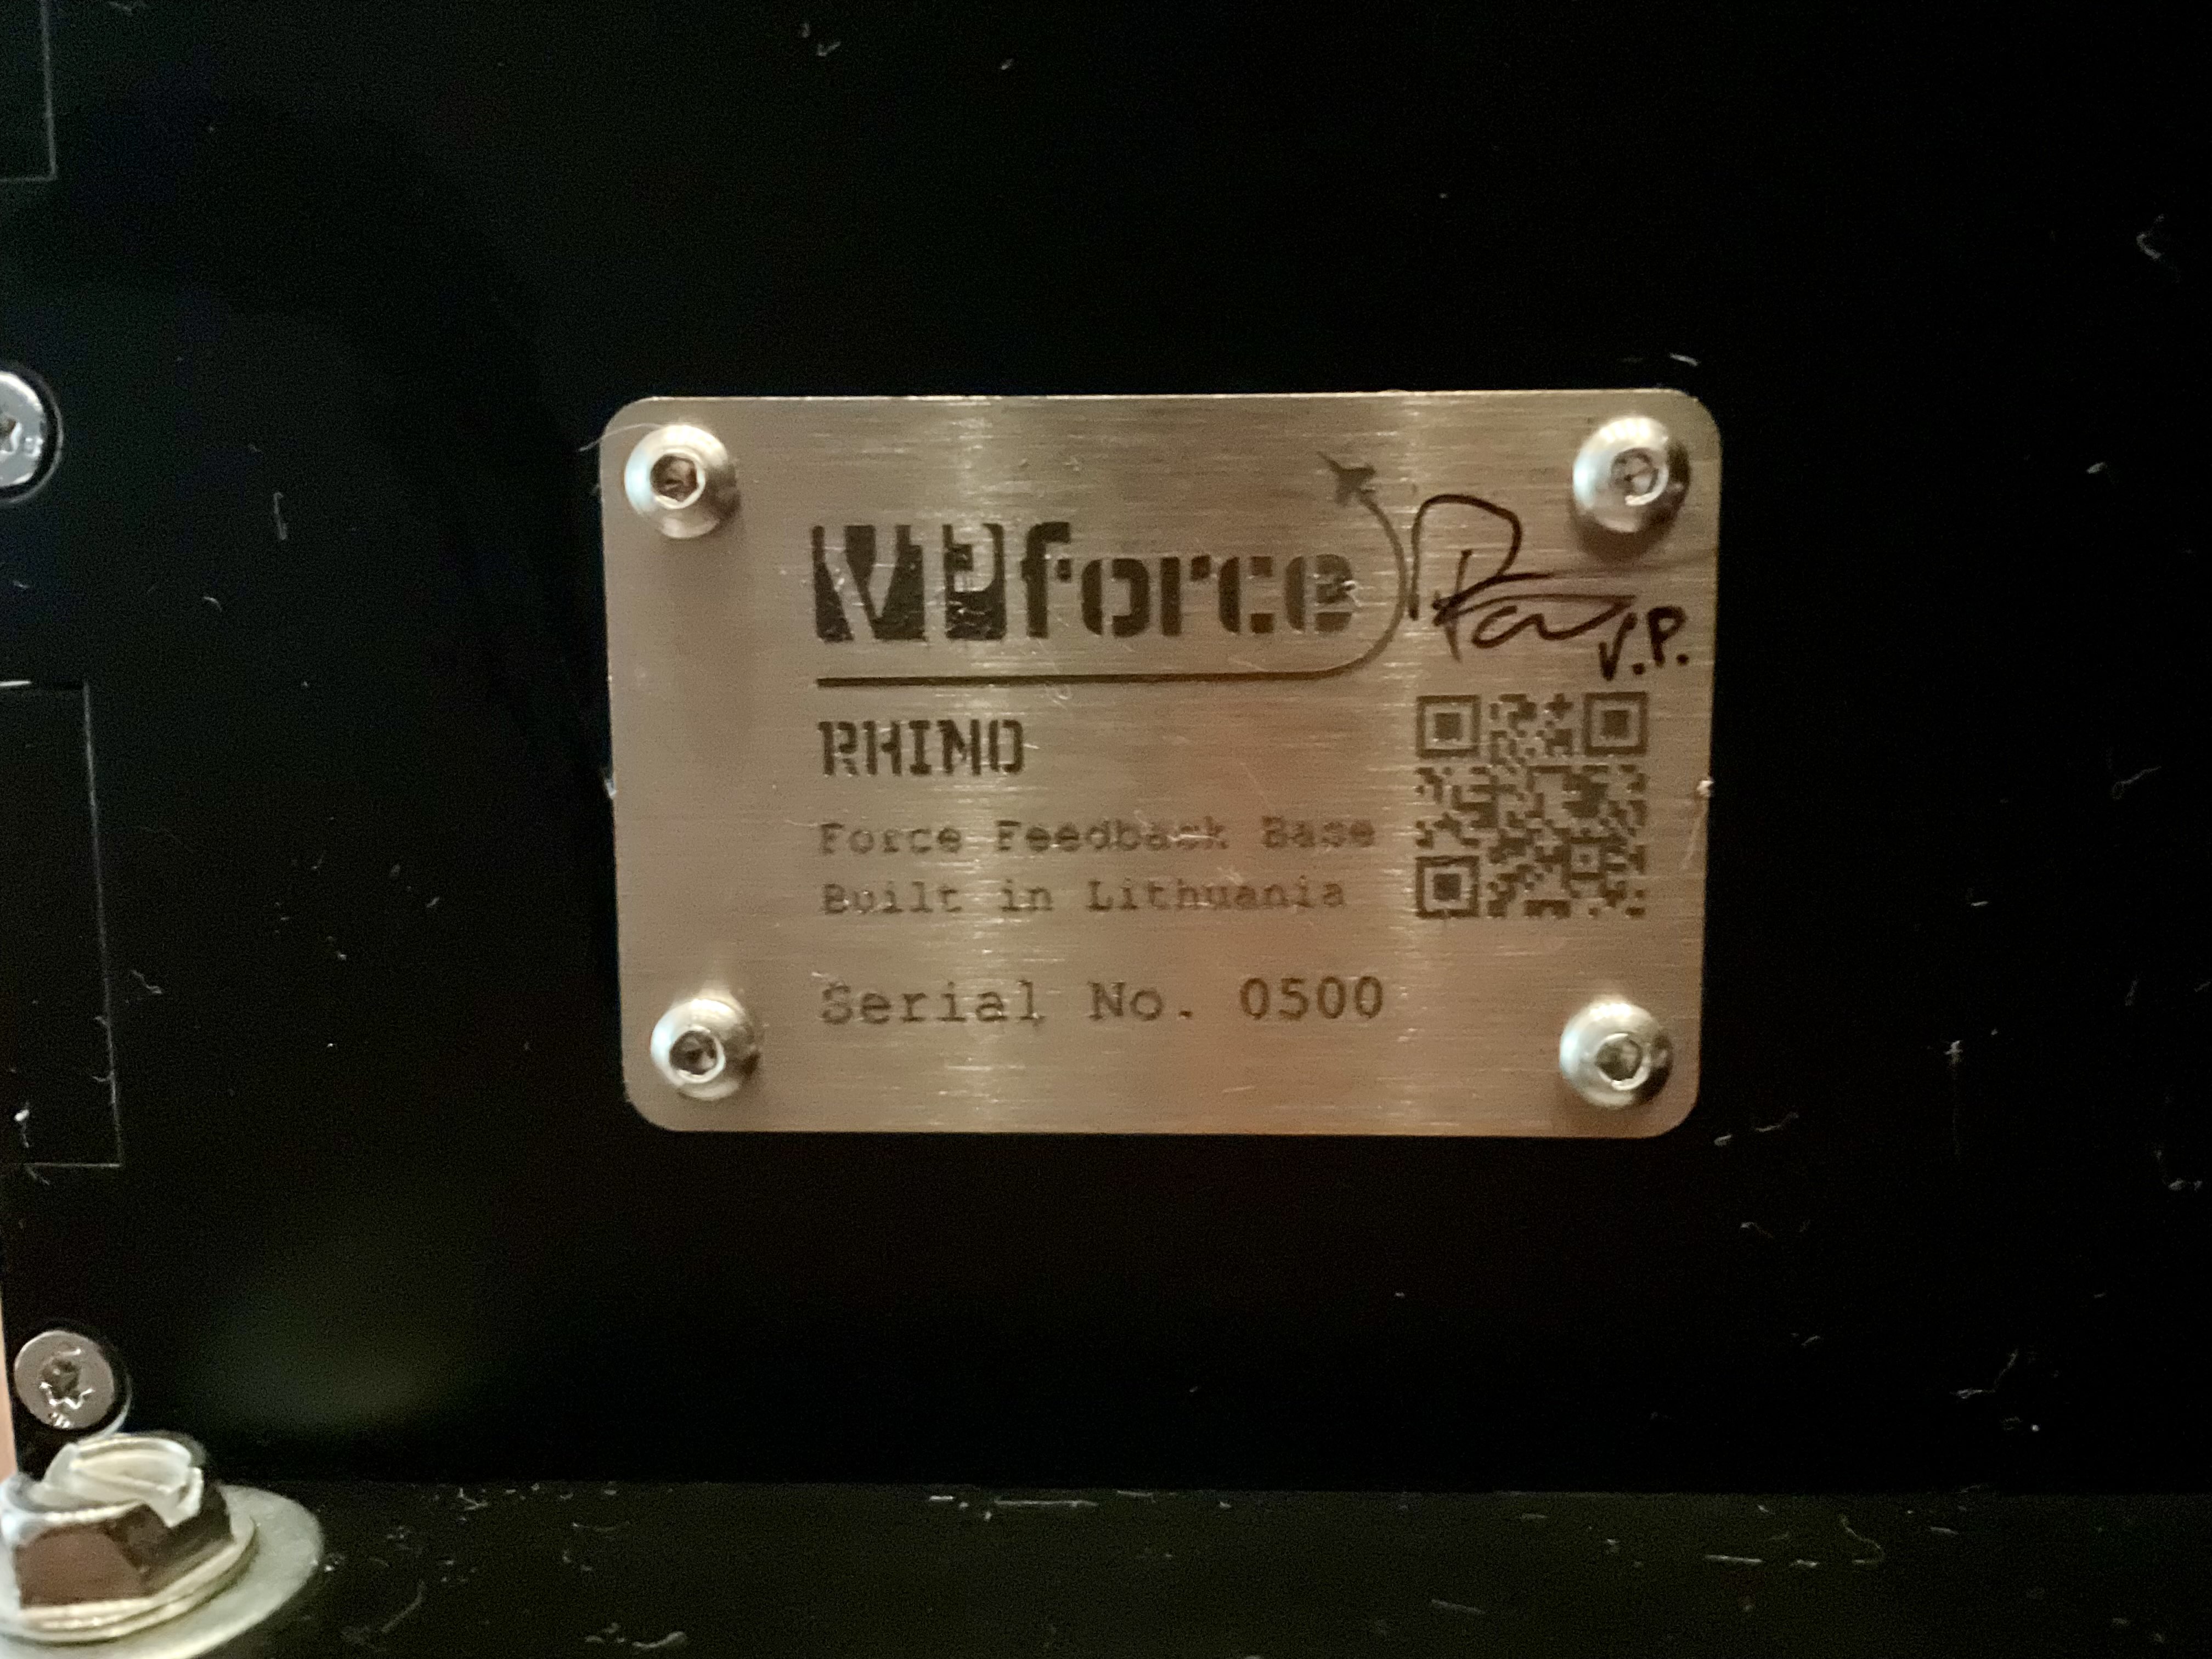 VPforce
V.P.
RHINO
Force Feedback Base
Built in Lithuania
Serial No. 0500